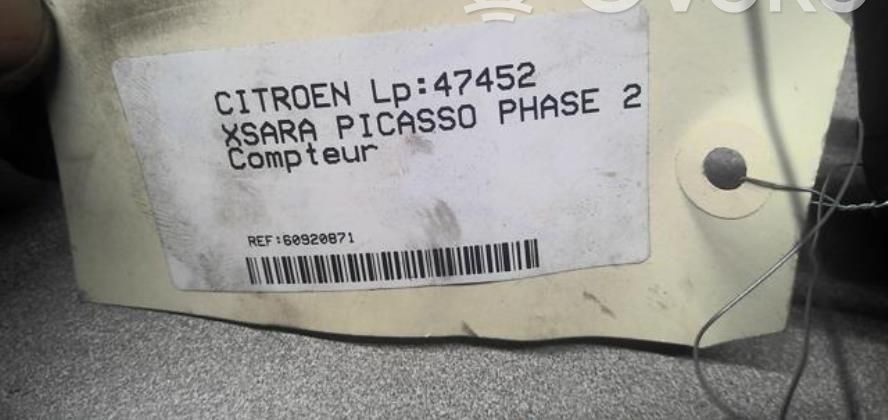 CITROEN Lp:47452
XSARA PICASSO PHASE 2
Compteur
REF:60920871